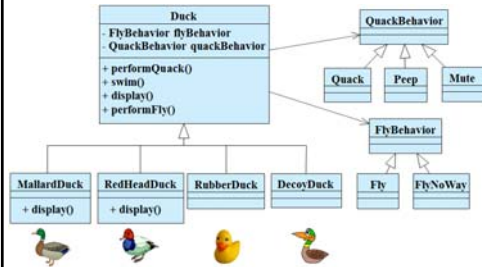 Duck
- FlyBehavior flyBehavior
- QuackBehavior quackBehavior
+ performQuack()
+ swim()
+ display()
+ performFly()
QuackBehavior
Quack
Peep
Mute
FlyBehavior
Fly
FlyNoWay
MallardDuck
+ display()
RedHeadDuck
+ display()
RubberDuck
DecoyDuck